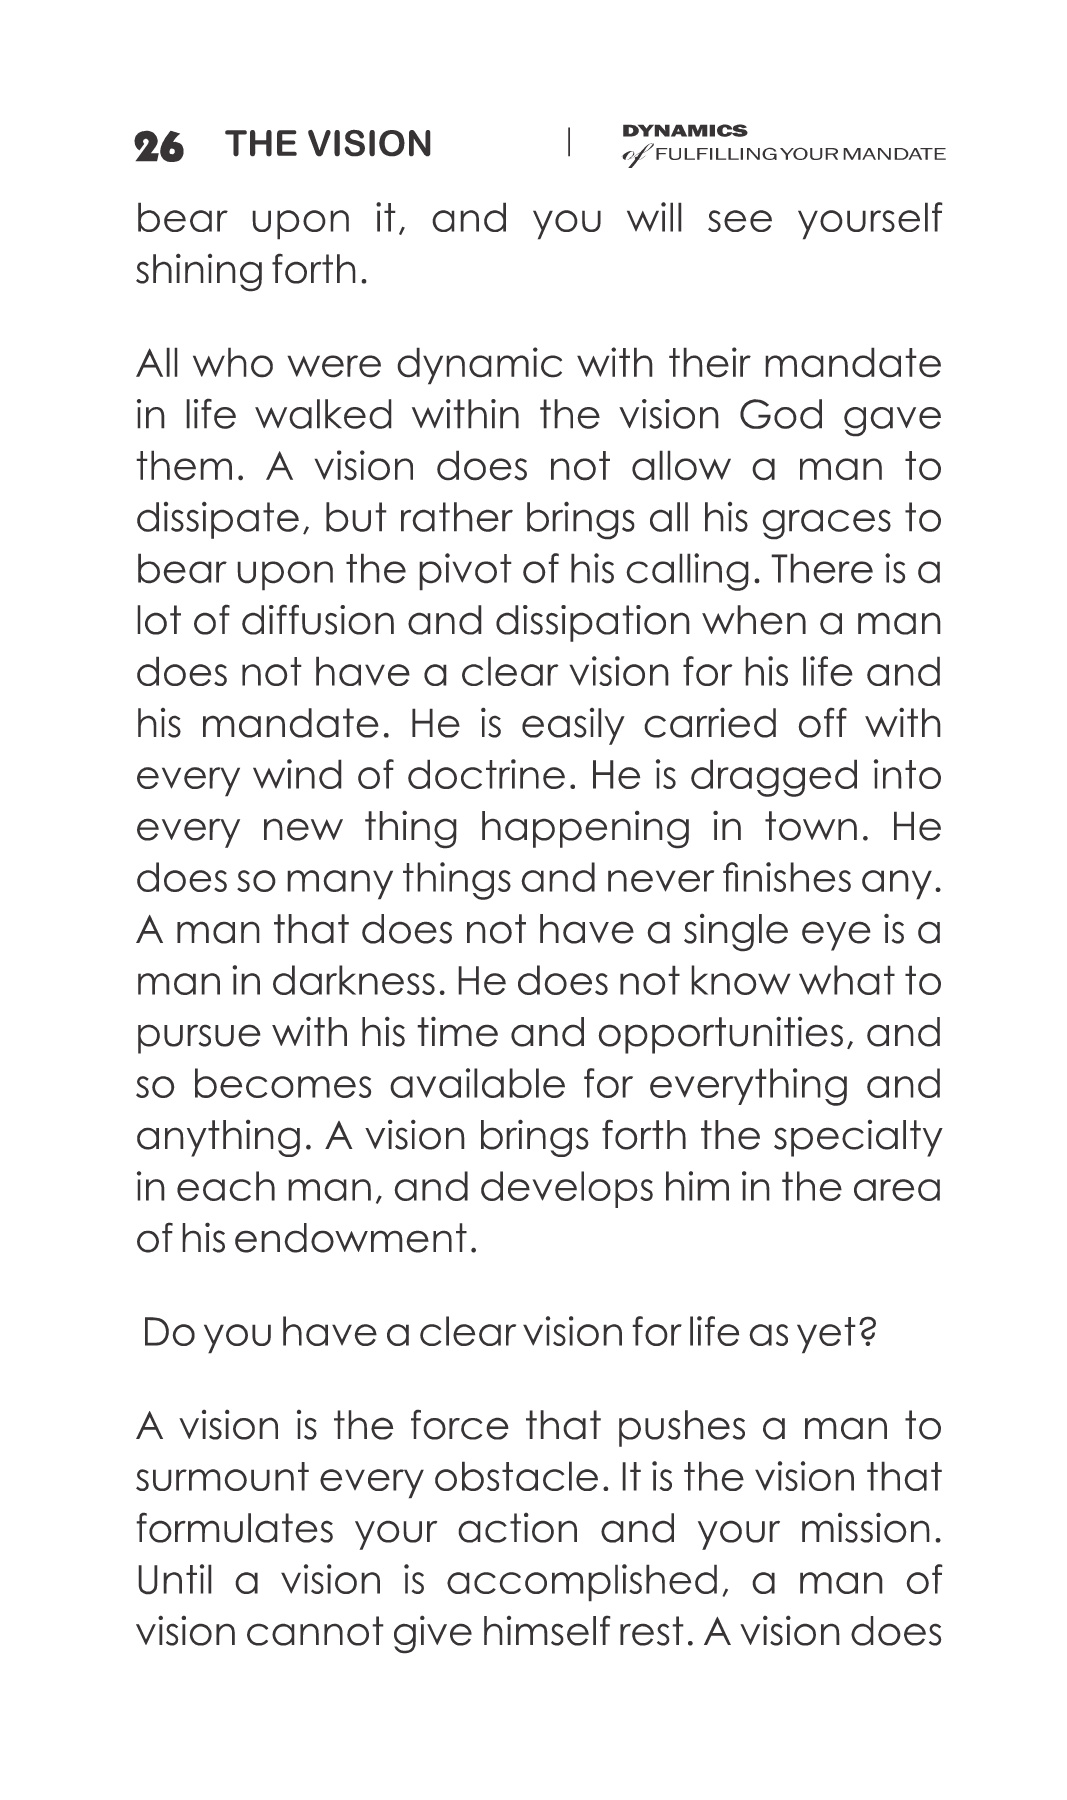 26 THE VISION | DYNAMICS
of FULFILLING YOUR MANDATE
bear upon it, and you will see yourself
shining forth.
All who were dynamic with their mandate
in life walked within the vision God gave
them. A vision does not allow a man to
dissipate, but rather brings all his graces to
bear upon the pivot of his calling. There is a
lot of diffusion and dissipation when a man
does not have a clear vision for his life and
his mandate. He is easily carried off with
every wind of doctrine. He is dragged into
every new thing happening in town. He
does so many things and never finishes any.
A man that does not have a single eye is a
man in darkness. He does not know what to
pursue with his time and opportunities, and
so becomes available for everything and
anything. A vision brings forth the specialty
in each man, and develops him in the area
of his endowment.
Do you have a clear vision for life as yet?
A vision is the force that pushes a man to
surmount every obstacle. It is the vision that
formulates your action and your mission.
Until a vision is accomplished, a man of
vision cannot give himself rest. A vision does